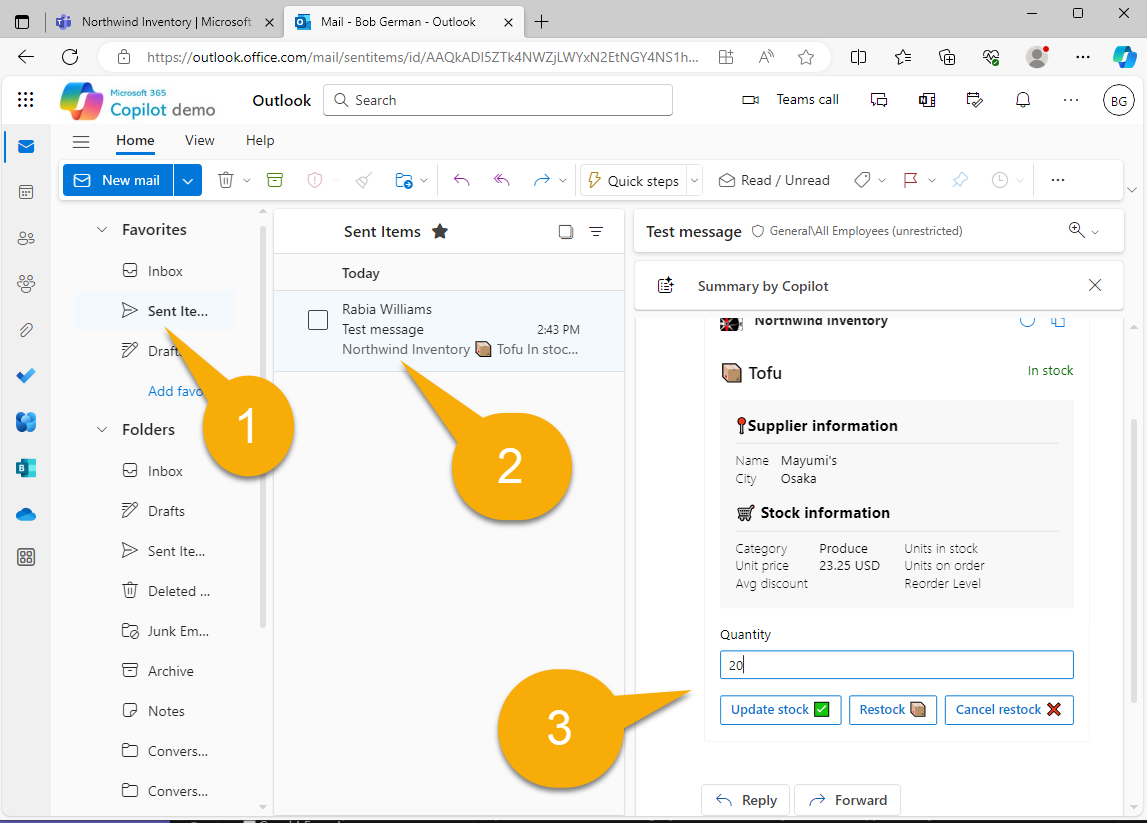 Northwind Inventory | Microsoft
Mail - Bob German - Outlook
https://outlook.office.com/mail/sentitems/id/AAQkADI5ZTk4NWZjLWYxN2EtNGY4NS1h...
Microsoft 365
Copilot demo
Outlook
Search
Teams call
BG
Home View Help
New mail
Quick steps
Read / Unread
Favorites
Inbox
Sent Ite...
Draft
Add favo
Folders
Inbox
Drafts
Sent Ite...
Deleted ...
Junk Em...
Archive
Notes
Convers...
Convers...
1
Sent Items
Today
Rabia Williams
Test message 2:43 PM
Northwind Inventory Tofu In stoc...
2
3
Test message General\All Employees (unrestricted)
Summary by Copilot
Northwind Inventory
Tofu In stock
Supplier information
Name Mayumi's
City Osaka
Stock information
Category Produce Units in stock
Unit price 23.25 USD Units on order
Avg discount Reorder Level
Quantity
20
Update stock Restock Cancel restock
Reply Forward